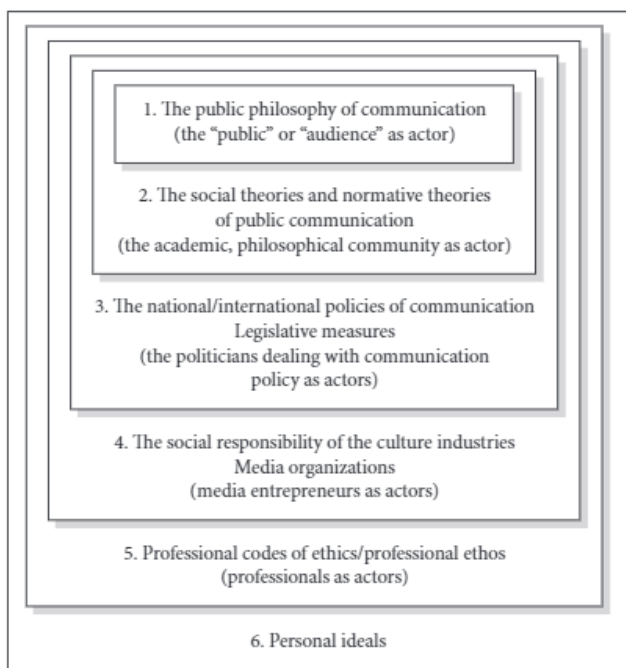 1. The public philosophy of communication
(the “public” or “audience” as actor)
2. The social theories and normative theories
of public communication
(the academic, philosophical community as actor)
3. The national/international policies of communication
Legislative measures
(the politicians dealing with communication
policy as actors)
4. The social responsibility of the culture industries
Media organizations
(media entrepreneurs as actors)
5. Professional codes of ethics/professional ethos
(professionals as actors)
6. Personal ideals